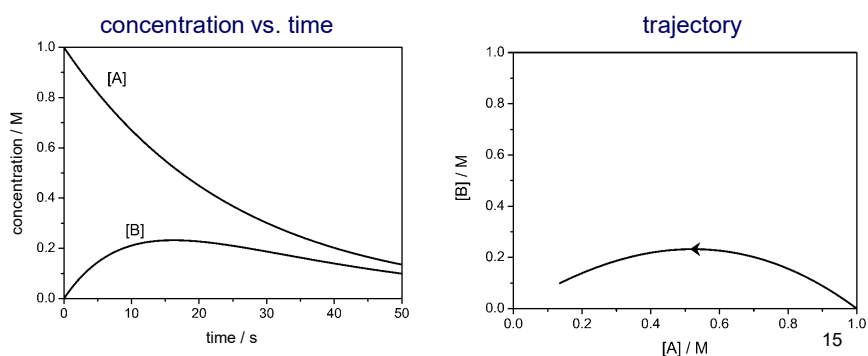 concentration vs. time
1.0
0.8
0.6
0.4
0.2
0.0
concentration / M
[A]
[B]
0 10 20 30 40 50
time / s
trajectory
1.0
0.8
0.6
0.4
0.2
0.0
[B] / M
0.0 0.2 0.4 0.6 0.8 1.0
[A] / M
15